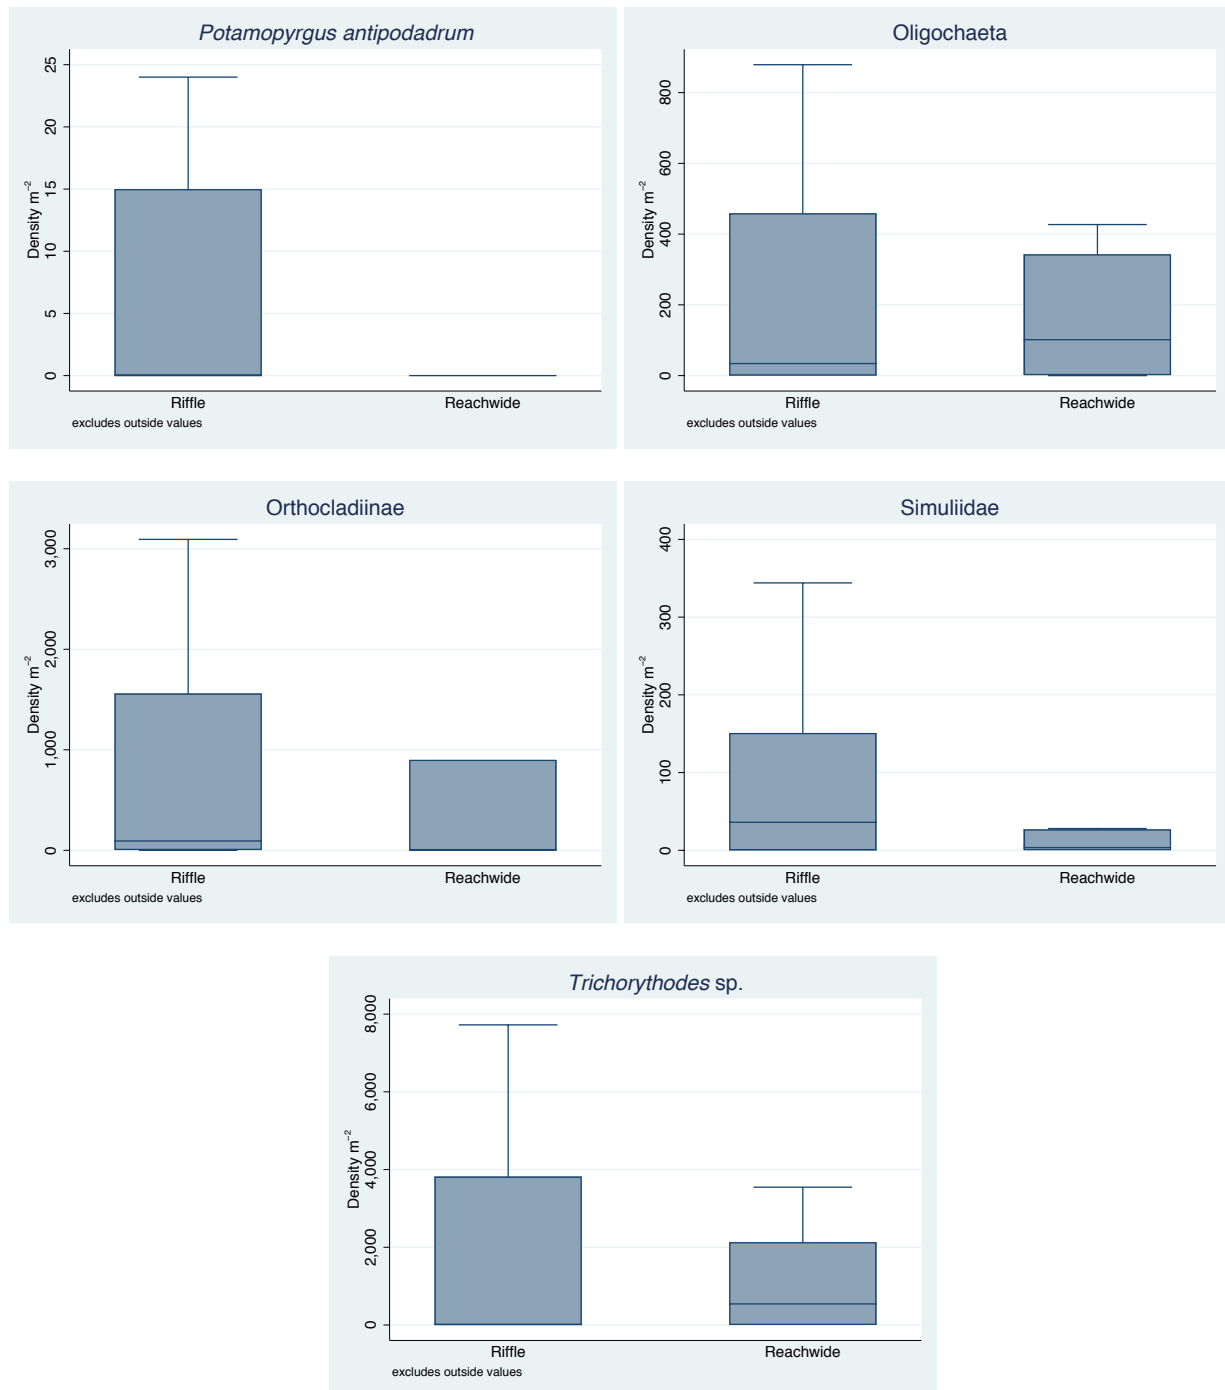 Potamopyrgus antipodadrum
Density m⁻²
25
20
15
10
5
0
Riffle
Reachwide
excludes outside values
Oligochaeta
Density m⁻²
800
600
400
200
0
Riffle
Reachwide
excludes outside values
Orthocladiinae
Density m⁻²
3,000
2,000
1,000
0
Riffle
Reachwide
excludes outside values
Simuliidae
Density m⁻²
400
300
200
100
0
Riffle
Reachwide
excludes outside values
Trichorythodes sp.
Density m⁻²
8,000
6,000
4,000
2,000
0
Riffle
Reachwide
excludes outside values